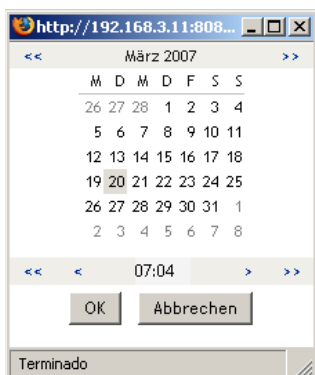 http://192.168.3.11:808...
<< März 2007 >>
M D M D F S S
26 27 28 1 2 3 4
5 6 7 8 9 10 11
12 13 14 15 16 17 18
19 20 21 22 23 24 25
26 27 28 29 30 31 1
2 3 4 5 6 7 8
<< < 07:04 > >>
OK Abbrechen
Terminado